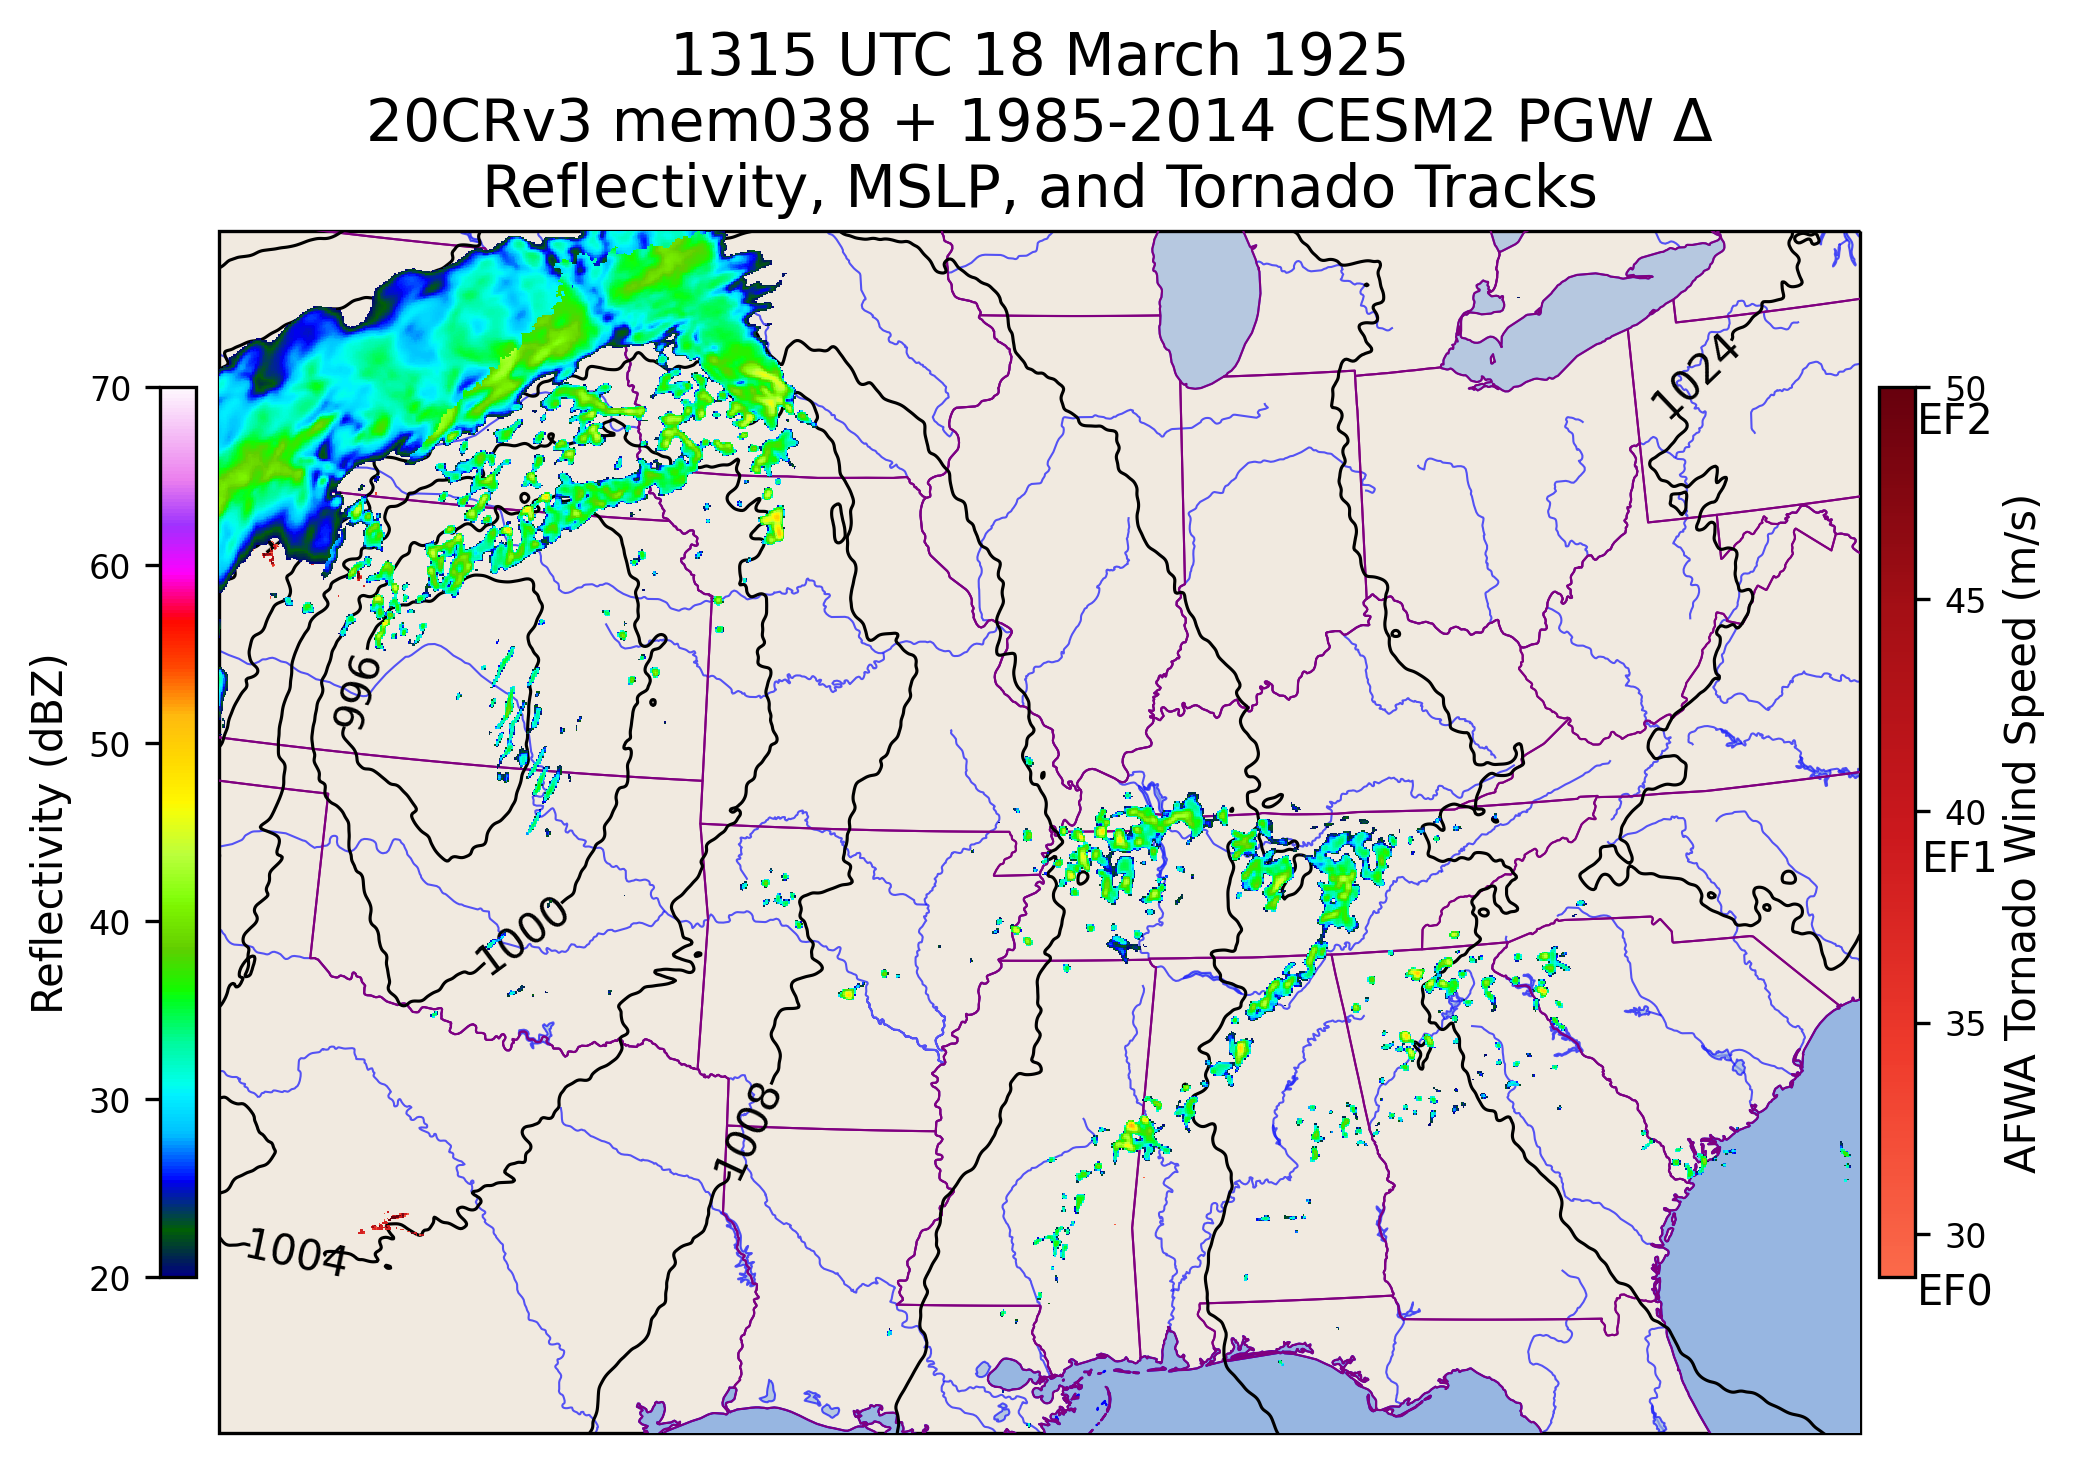 1315 UTC 18 March 1925
20CRv3 mem038 + 1985-2014 CESM2 PGW Δ
Reflectivity, MSLP, and Tornado Tracks
Reflectivity (dBZ)
70
60
50
40
30
20
1024
996
1000
1008
1004
50
EF2
45
40
EF1
35
30
EF0
AFWA Tornado Wind Speed (m/s)